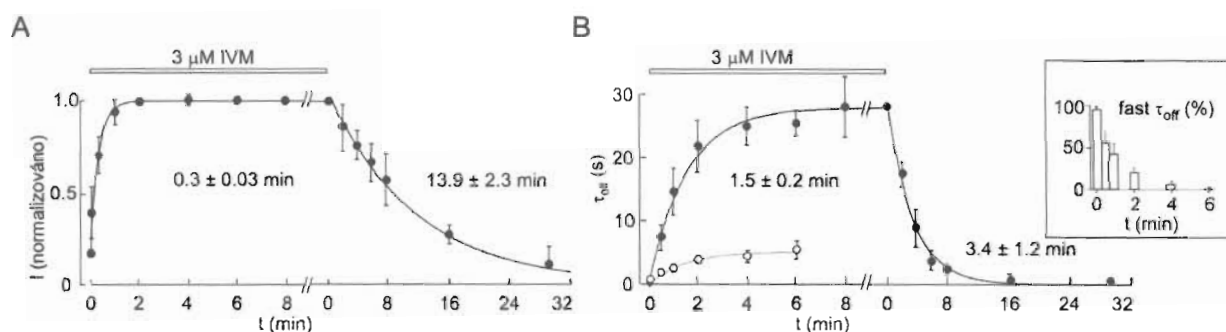 A
3 µM IVM
1.0
0.5
0
I (normalizováno)
0.3 ± 0.03 min
13.9 ± 2.3 min
0 2 4 6 8 0 8 16 24 32
t (min)
B
3 µM IVM
30
20
10
0
τoff (s)
1.5 ± 0.2 min
3.4 ± 1.2 min
0 2 4 6 8 0 8 16 24 32
t (min)
fast τoff (%)
100
50
0
0 2 4 6
t (min)